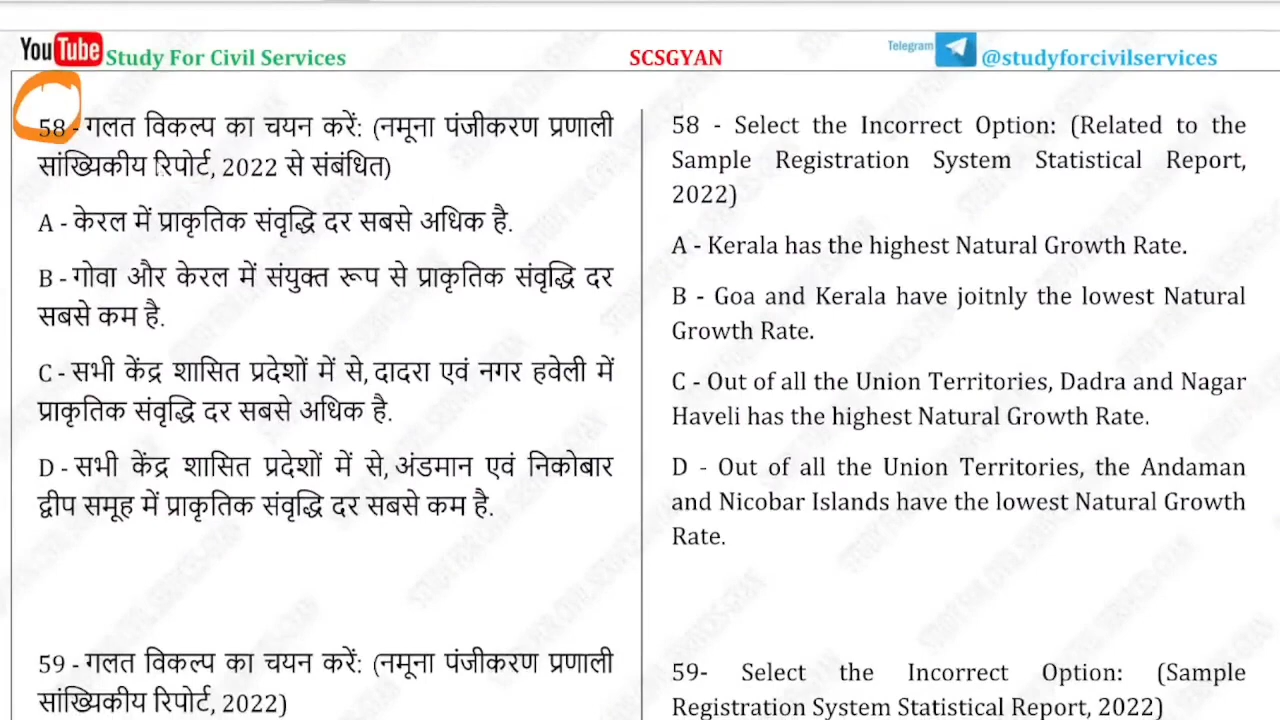 YouTube Study For Civil Services
SCSGYAN
Telegram @studyforcivilservices
58 - गलत विकल्प का चयन करें: (नमूना पंजीकरण प्रणाली
सांख्यिकीय रिपोर्ट, 2022 से संबंधित)
A - केरल में प्राकृतिक संवृद्धि दर सबसे अधिक है.
B - गोवा और केरल में संयुक्त रूप से प्राकृतिक संवृद्धि दर
सबसे कम है.
C - सभी केंद्र शासित प्रदेशों में से, दादरा एवं नगर हवेली में
प्राकृतिक संवृद्धि दर सबसे अधिक है.
D - सभी केंद्र शासित प्रदेशों में से, अंडमान एवं निकोबार
द्वीप समूह में प्राकृतिक संवृद्धि दर सबसे कम है.
59 - गलत विकल्प का चयन करें: (नमूना पंजीकरण प्रणाली
सांख्यिकीय रिपोर्ट, 2022)
58 - Select the Incorrect Option: (Related to the
Sample Registration System Statistical Report,
2022)
A - Kerala has the highest Natural Growth Rate.
B - Goa and Kerala have joitnly the lowest Natural
Growth Rate.
C - Out of all the Union Territories, Dadra and Nagar
Haveli has the highest Natural Growth Rate.
D - Out of all the Union Territories, the Andaman
and Nicobar Islands have the lowest Natural Growth
Rate.
59- Select the Incorrect Option: (Sample
Registration System Statistical Report, 2022)